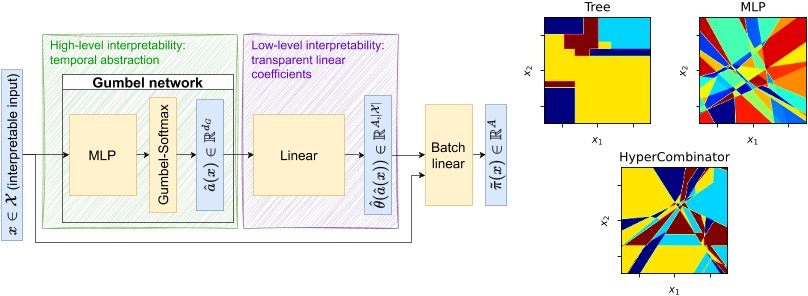 High-level interpretability:
temporal abstraction
Low-level interpretability:
transparent linear
coefficients
x ∈ 𝒳 (interpretable input)
Gumbel network
MLP
Gumbel-Softmax
â(x) ∈ ℝ^{d_G}
Linear
θ̂(â(x)) ∈ ℝ^{A,|𝒳|}
Batch
linear
π̃(x) ∈ ℝ^A
Tree
x₂
x₁
MLP
x₂
x₁
HyperCombinator
x₂
x₁